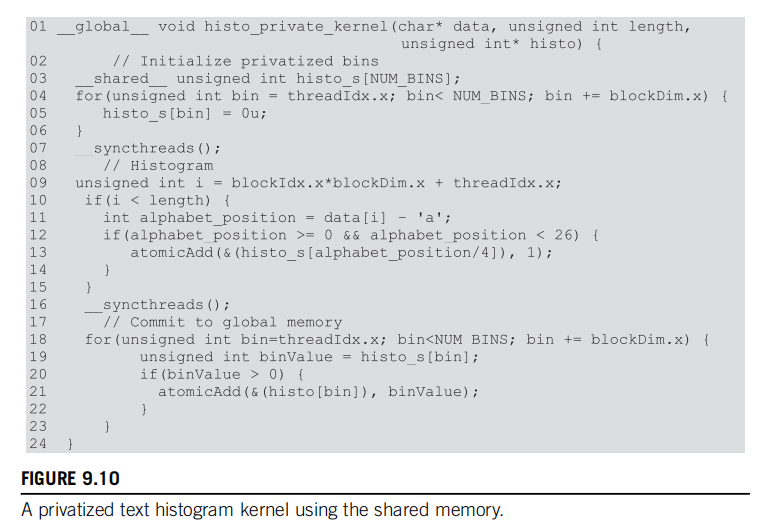 01 __global__ void histo_private_kernel(char* data, unsigned int length,
unsigned int* histo) {
02 // Initialize privatized bins
03 __shared__ unsigned int histo_s[NUM_BINS];
04 for(unsigned int bin = threadIdx.x; bin< NUM_BINS; bin += blockDim.x) {
05 histo_s[bin] = 0u;
06 }
07 __syncthreads();
08 // Histogram
09 unsigned int i = blockIdx.x*blockDim.x + threadIdx.x;
10 if(i < length) {
11 int alphabet_position = data[i] – 'a';
12 if(alphabet_position >= 0 && alphabet_position < 26) {
13 atomicAdd(&(histo_s[alphabet_position/4]), 1);
14 }
15 }
16 __syncthreads();
17 // Commit to global memory
18 for(unsigned int bin=threadIdx.x; bin<NUM BINS; bin += blockDim.x) {
19 unsigned int binValue = histo_s[bin];
20 if(binValue > 0) {
21 atomicAdd(&(histo[bin]), binValue);
22 }
23 }
24 }
FIGURE 9.10
A privatized text histogram kernel using the shared memory.